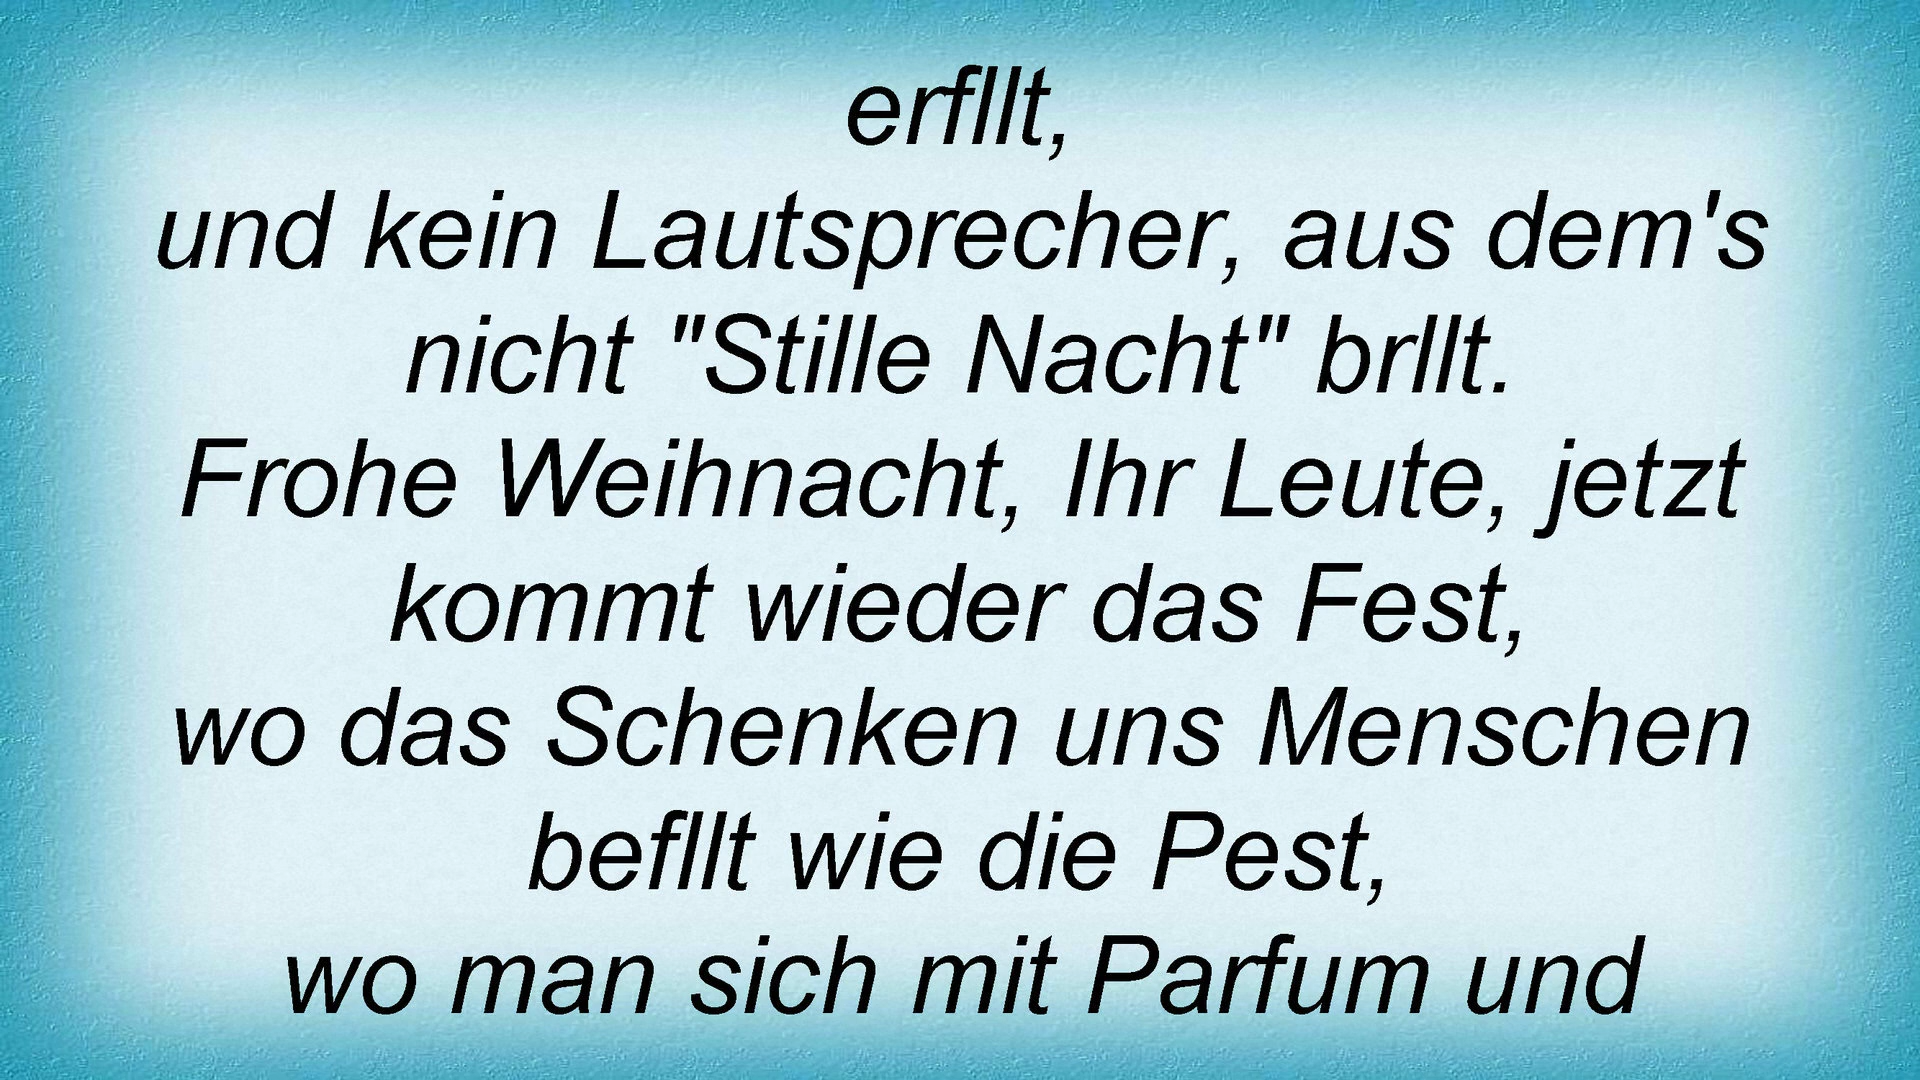 erfllt,
und kein Lautsprecher, aus dem's
nicht "Stille Nacht" brllt.
Frohe Weihnacht, Ihr Leute, jetzt
kommt wieder das Fest,
wo das Schenken uns Menschen
befllt wie die Pest,
wo man sich mit Parfum und